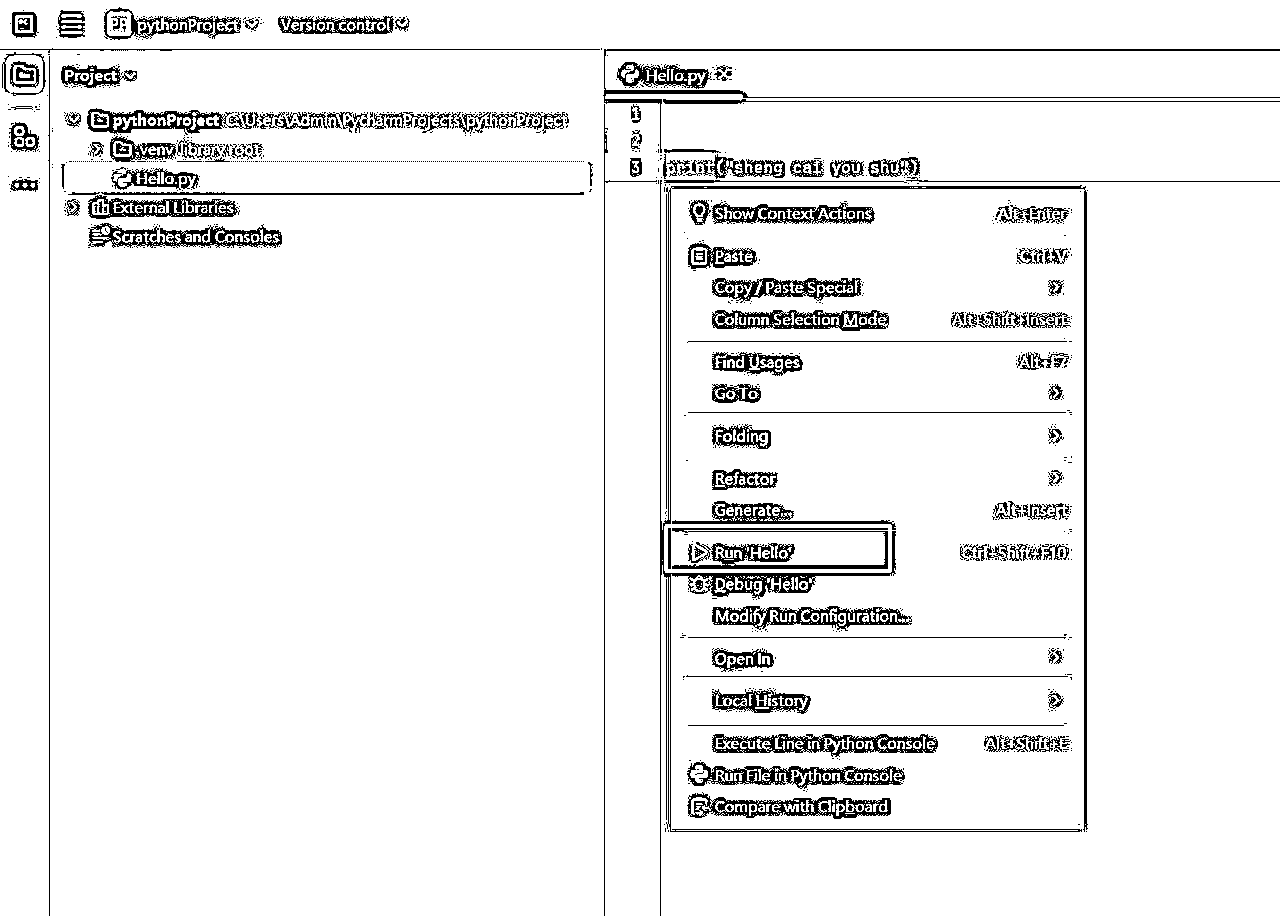 PP pythonProject Version control
Project
pythonProject C:\Users\Admin\PycharmProjects\pythonProject
.venv library root
Hello.py
External Libraries
Scratches and Consoles
Hello.py
1
2
3 print("sheng cai you shu")
Show Context Actions Alt+Enter
Paste Ctrl+V
Copy / Paste Special
Column Selection Mode Alt+Shift+Insert
Find Usages Alt+F7
Go To
Folding
Refactor
Generate... Alt+Insert
Run 'Hello' Ctrl+Shift+F10
Debug 'Hello'
Modify Run Configuration...
Open In
Local History
Execute Line in Python Console Alt+Shift+E
Run File in Python Console
Compare with Clipboard